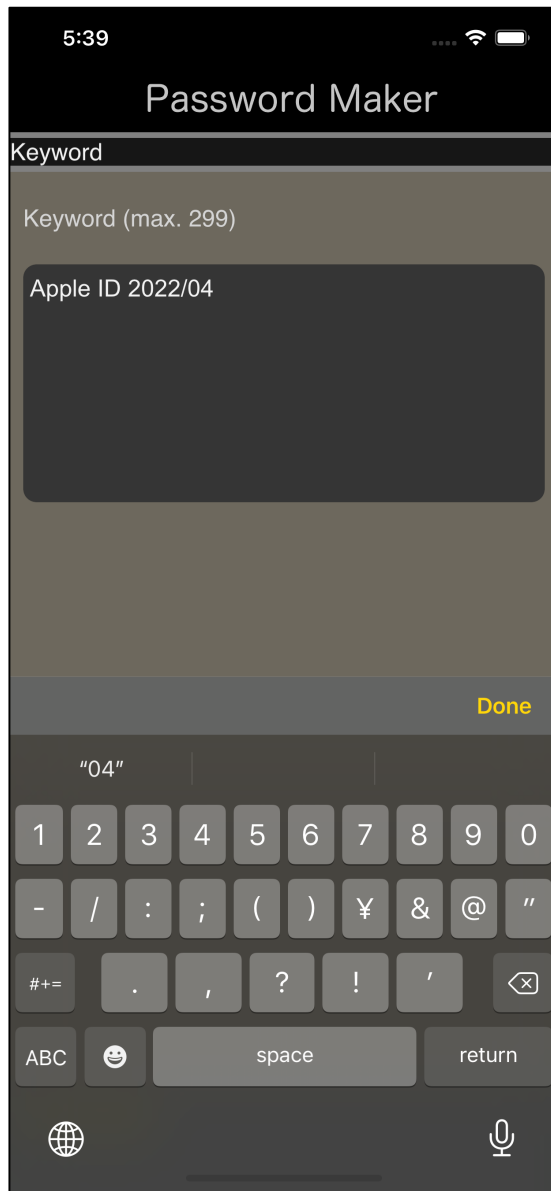 5:39
Password Maker
Keyword
Keyword (max. 299)
Apple ID 2022/04
Done
“04”
1 2 3 4 5 6 7 8 9 0
- / : ; ( ) ¥ & @ "
#+= . , ? ! ’
ABC space return